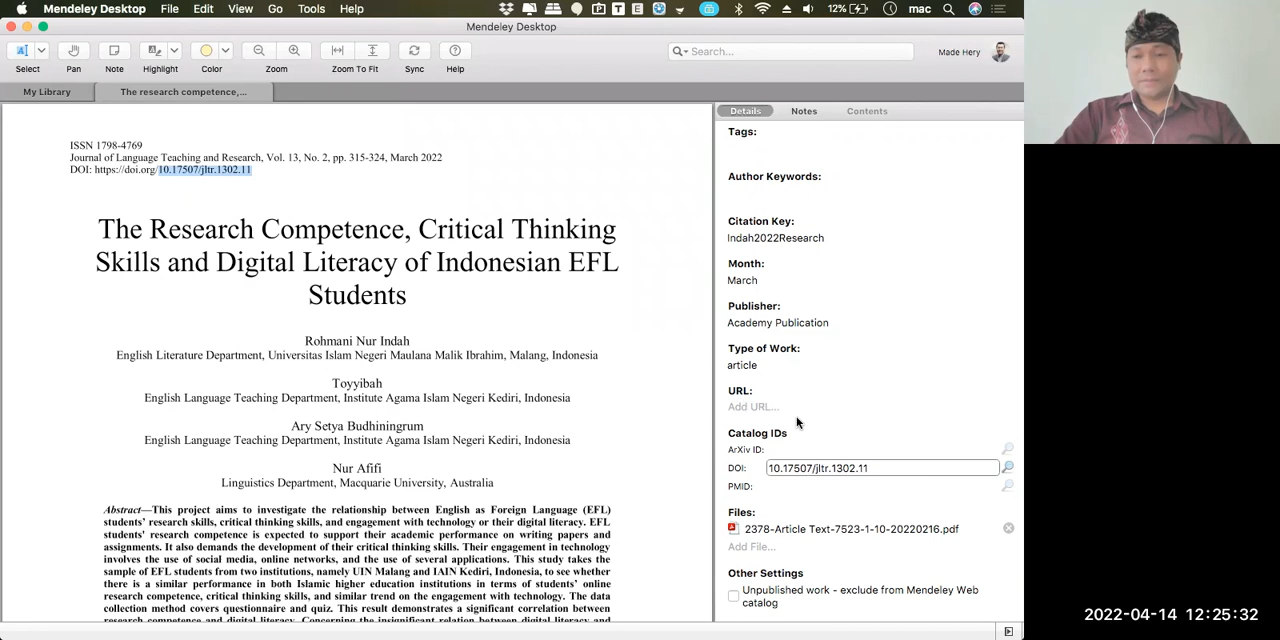 Mendeley Desktop File Edit View Go Tools Help
12% mac
Mendeley Desktop
Search...
Made Hery
Select Pan Note Highlight Color Zoom Zoom To Fit Sync Help
My Library The research competence,...
Details Notes Contents
ISSN 1798-4769
Journal of Language Teaching and Research, Vol. 13, No. 2, pp. 315-324, March 2022
DOI: https://doi.org/10.17507/jltr.1302.11
The Research Competence, Critical Thinking
Skills and Digital Literacy of Indonesian EFL
Students
Rohmani Nur Indah
English Literature Department, Universitas Islam Negeri Maulana Malik Ibrahim, Malang, Indonesia
Toyyibah
English Language Teaching Department, Institute Agama Islam Negeri Kediri, Indonesia
Ary Setya Budhiningrum
English Language Teaching Department, Institute Agama Islam Negeri Kediri, Indonesia
Nur Afifi
Linguistics Department, Macquarie University, Australia
Abstract—This project aims to investigate the relationship between English as Foreign Language (EFL)
students' research skills, critical thinking skills, and engagement with technology or their digital literacy. EFL
students' research competence is expected to support their academic performance on writing papers and
assignments. It also demands the development of their critical thinking skills. Their engagement in technology
involves the use of social media, online networks, and the use of several applications. This study takes the
sample of EFL students from two institutions, namely UIN Malang and IAIN Kediri, Indonesia, to see whether
there is a similar performance in both Islamic higher education institutions in terms of students' online
research competence, critical thinking skills, and similar trend on the engagement with technology. The data
collection method covers questionnaire and quiz. This result demonstrates a significant correlation between
research competence and digital literacy. Concerning the insignificant relation between digital literacy and
Tags:
Author Keywords:
Citation Key:
Indah2022Research
Month:
March
Publisher:
Academy Publication
Type of Work:
article
URL:
Add URL...
Catalog IDs
ArXiv ID:
DOI: 10.17507/jltr.1302.11
PMID:
Files:
2378-Article Text-7523-1-10-20220216.pdf
Add File...
Other Settings
Unpublished work - exclude from Mendeley Web
catalog
2022-04-14 12:25:32